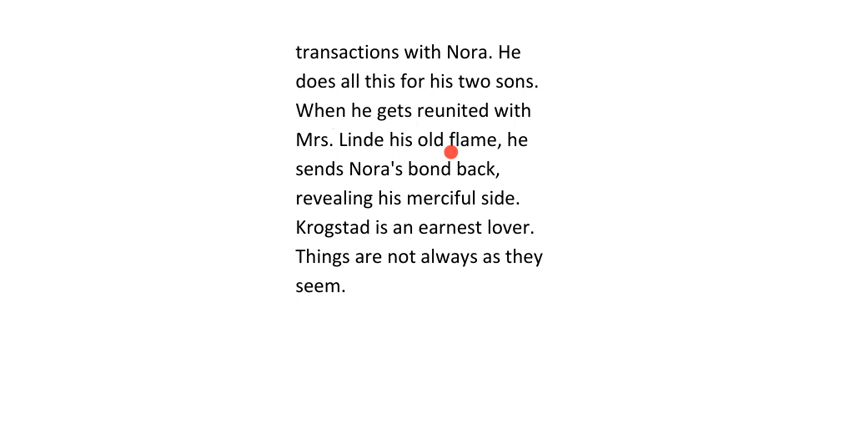 transactions with Nora. He
does all this for his two sons.
When he gets reunited with
Mrs. Linde his old flame, he
sends Nora's bond back,
revealing his merciful side.
Krogstad is an earnest lover.
Things are not always as they
seem.